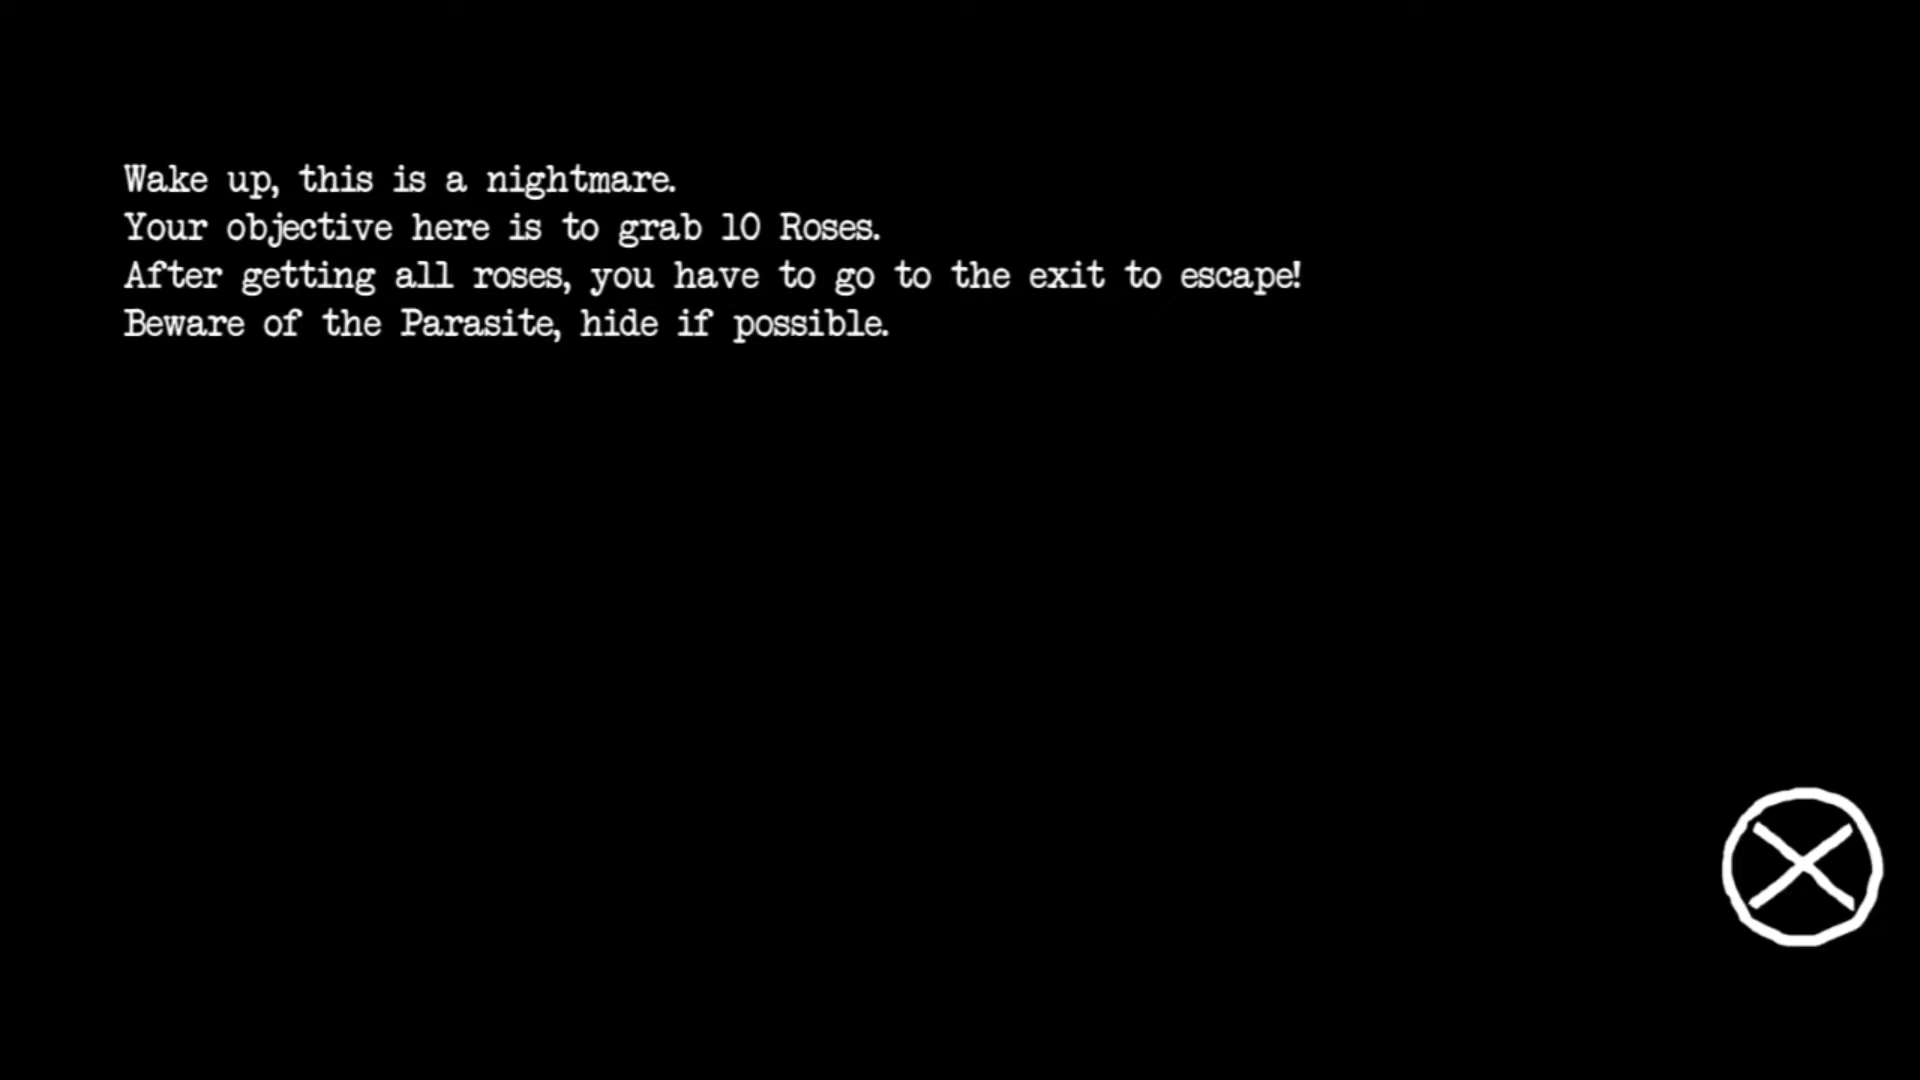 Wake up, this is a nightmare.
Your objective here is to grab 10 Roses.
After getting all roses, you have to go to the exit to escape!
Beware of the Parasite, hide if possible.